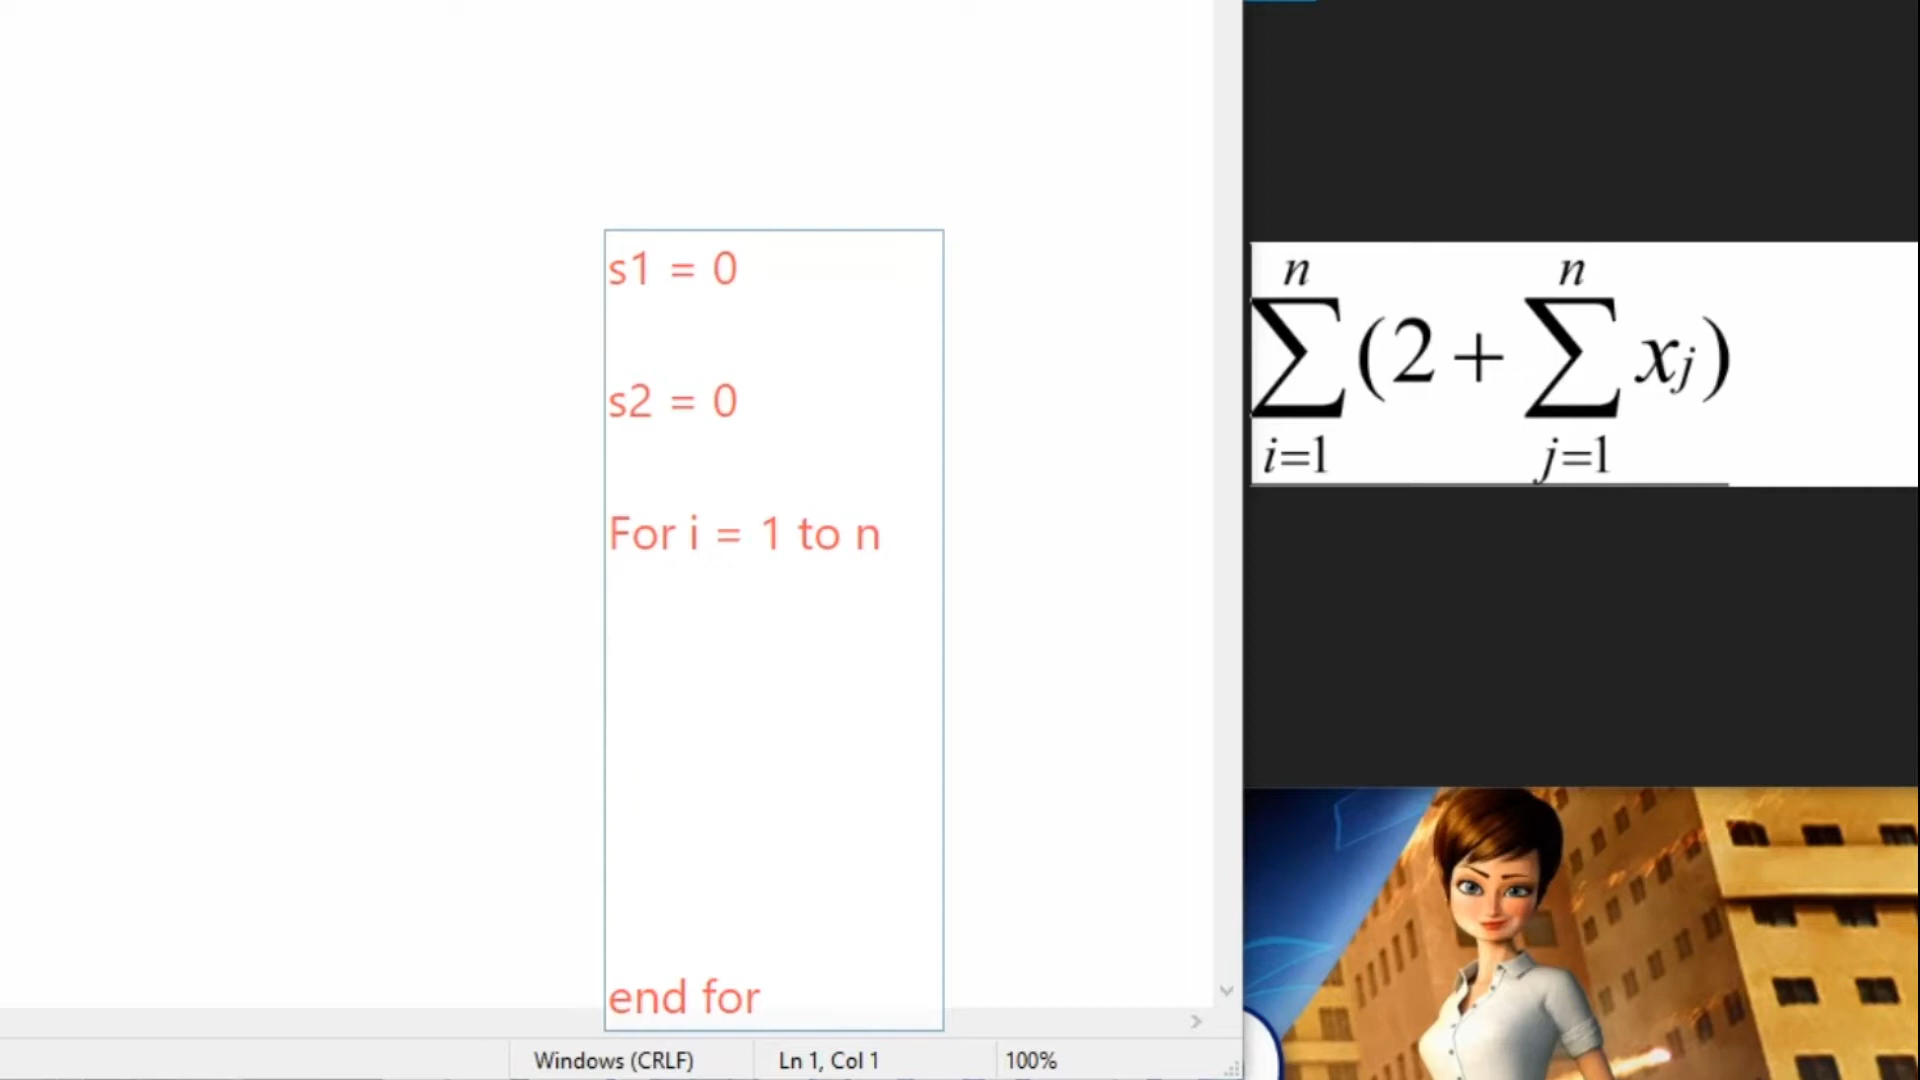 s1 = 0
s2 = 0
For i = 1 to n
end for
n n
∑(2+∑xj)
i=1 j=1
Windows (CRLF) Ln 1, Col 1 100%